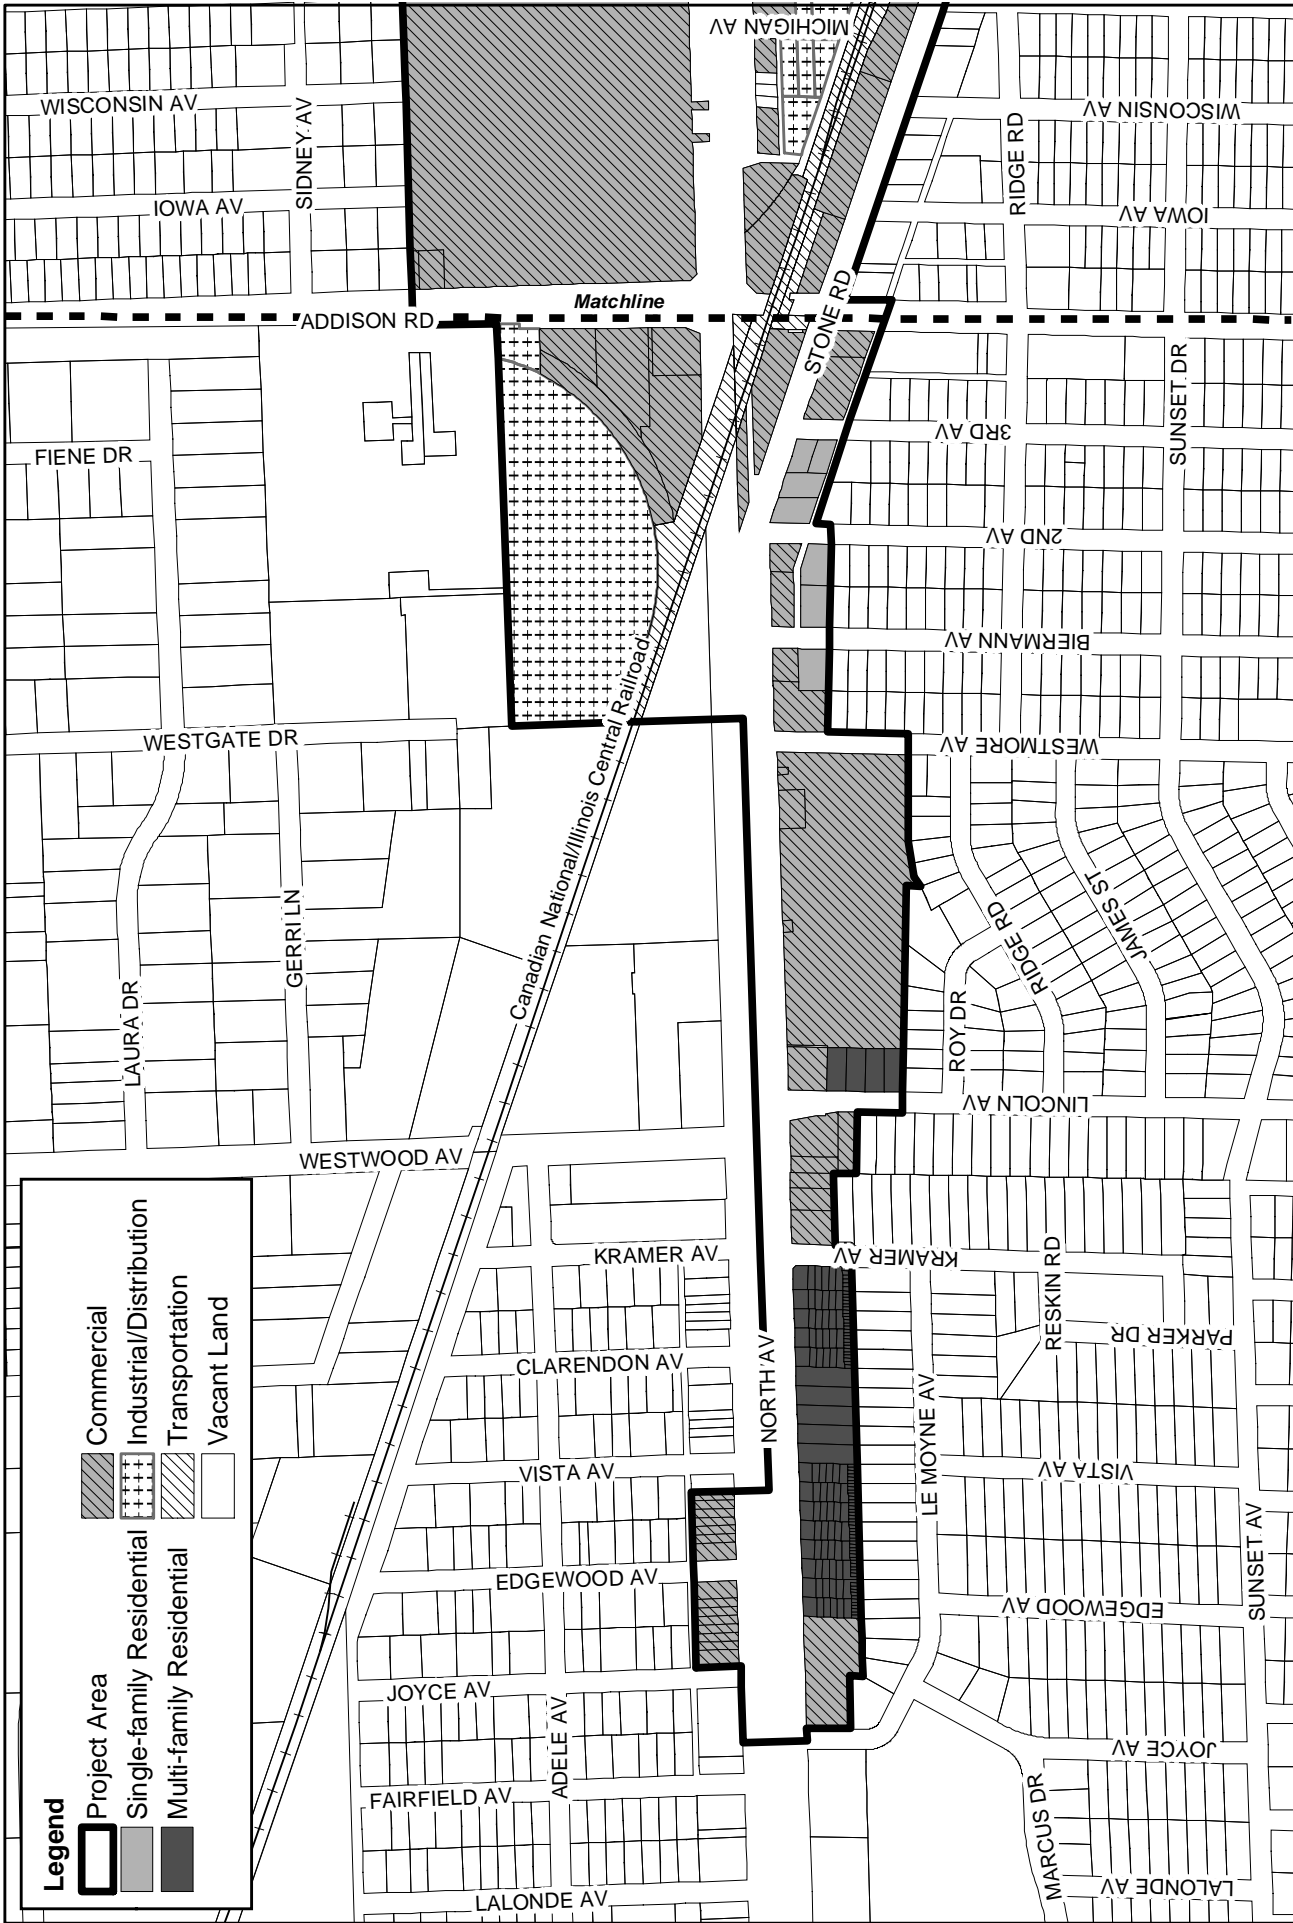 MICHIGAN AV
WISCONSIN AV
SIDNEY AV
WISCONSIN AV
RIDGE RD
IOWA AV
IOWA AV
Matchline
ADDISON RD
STONE RD
SUNSET DR
FIENE DR
3RD AV
2ND AV
BIERMANN AV
Canadian National/Illinois Central Railroad
WESTGATE DR
WESTMORE AV
GERRI LN
JAMES ST
RIDGE RD
LAURA DR
ROY DR
LINCOLN AV
WESTWOOD AV
KRAMER AV
KRAMER AV
RESKIN RD
PARKER DR
CLARENDON AV
NORTH AV
LE MOYNE AV
VISTA AV
VISTA AV
EDGEWOOD AV
EDGEWOOD AV
SUNSET AV
JOYCE AV
ADELE AV
JOYCE AV
FAIRFIELD AV
MARCUS DR
LALONDE AV
LALONDE AV
Legend
Project Area
Single-family Residential
Multi-family Residential
Commercial
Industrial/Distribution
Transportation
Vacant Land